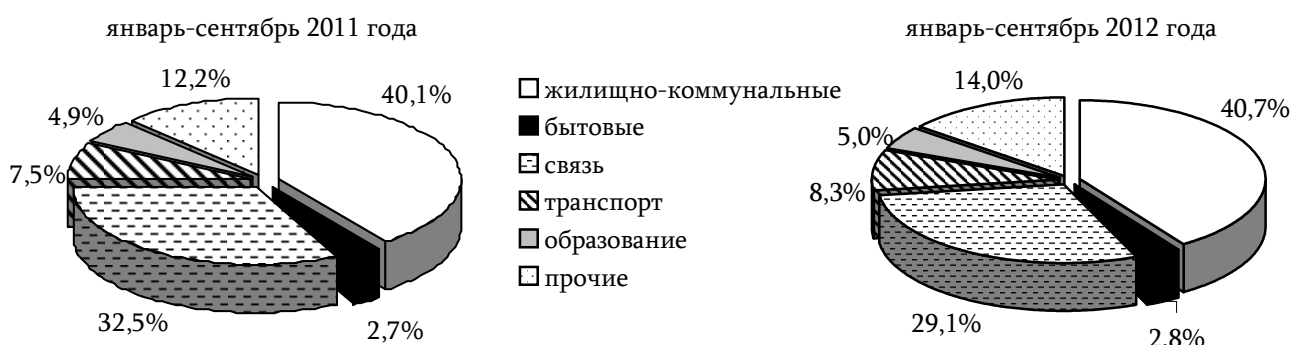 январь-сентябрь 2011 года
12,2%
40,1%
4,9%
7,5%
32,5%
2,7%
жилищно-коммунальные
бытовые
связь
транспорт
образование
прочие
январь-сентябрь 2012 года
14,0%
40,7%
5,0%
8,3%
29,1%
2,8%